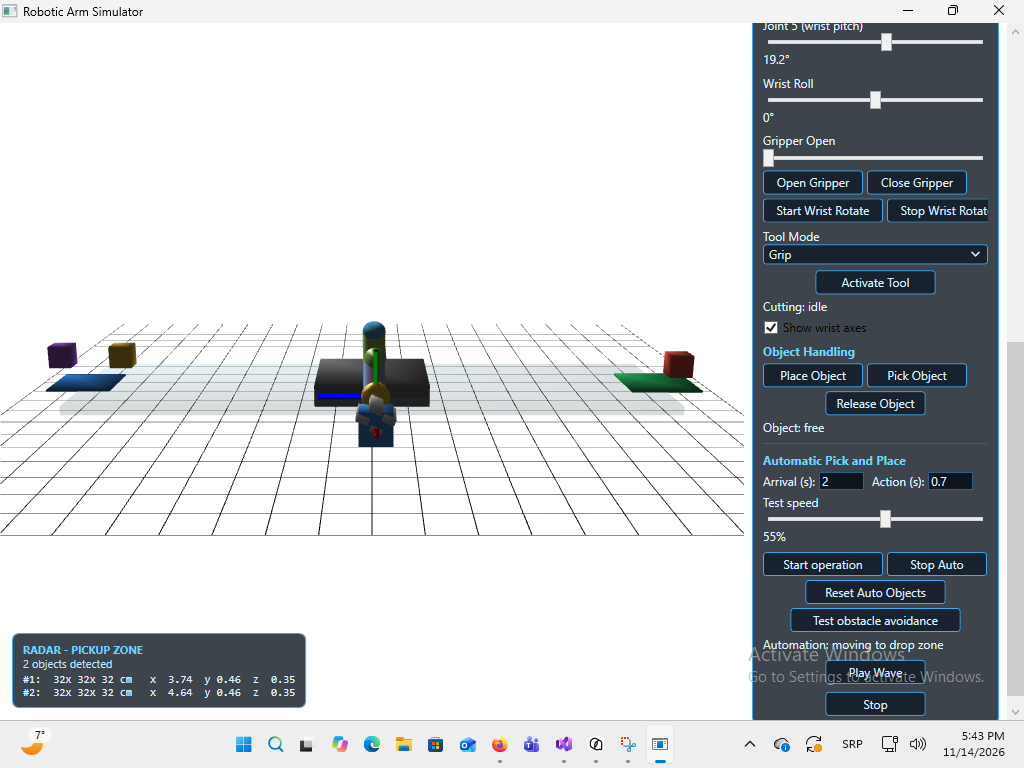 Robotic Arm Simulator
Joint 5 (wrist pitch)
19.2°
Wrist Roll
0°
Gripper Open
Open Gripper Close Gripper
Start Wrist Rotate Stop Wrist Rotat
Tool Mode
Grip
Activate Tool
Cutting: idle
Show wrist axes
Object Handling
Place Object Pick Object
Release Object
Object: free
Automatic Pick and Place
Arrival (s): 2 Action (s): 0.7
Test speed
55%
Start operation Stop Auto
Reset Auto Objects
Test obstacle avoidance
Automation: moving to drop zone
Play Wave
Stop
Activate Windows
Go to Settings to activate Windows.
RADAR - PICKUP ZONE
2 objects detected
#1: 32x 32x 32 cm x 3.74 y 0.46 z 0.35
#2: 32x 32x 32 cm x 4.64 y 0.46 z 0.35
7°
SRP
5:43 PM
11/14/2026